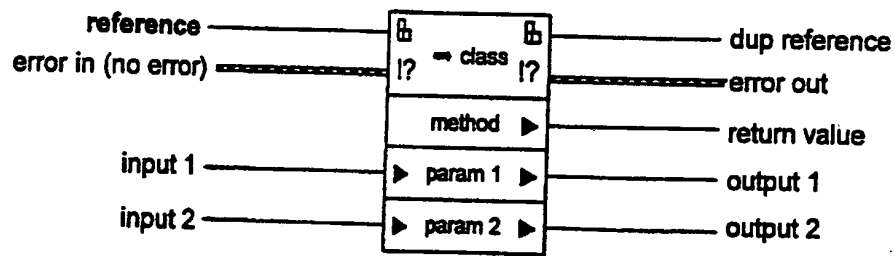 reference
dup reference
error in (no error)
!? ⇒ class !?
error out
method
return value
input 1
param 1
output 1
input 2
param 2
output 2